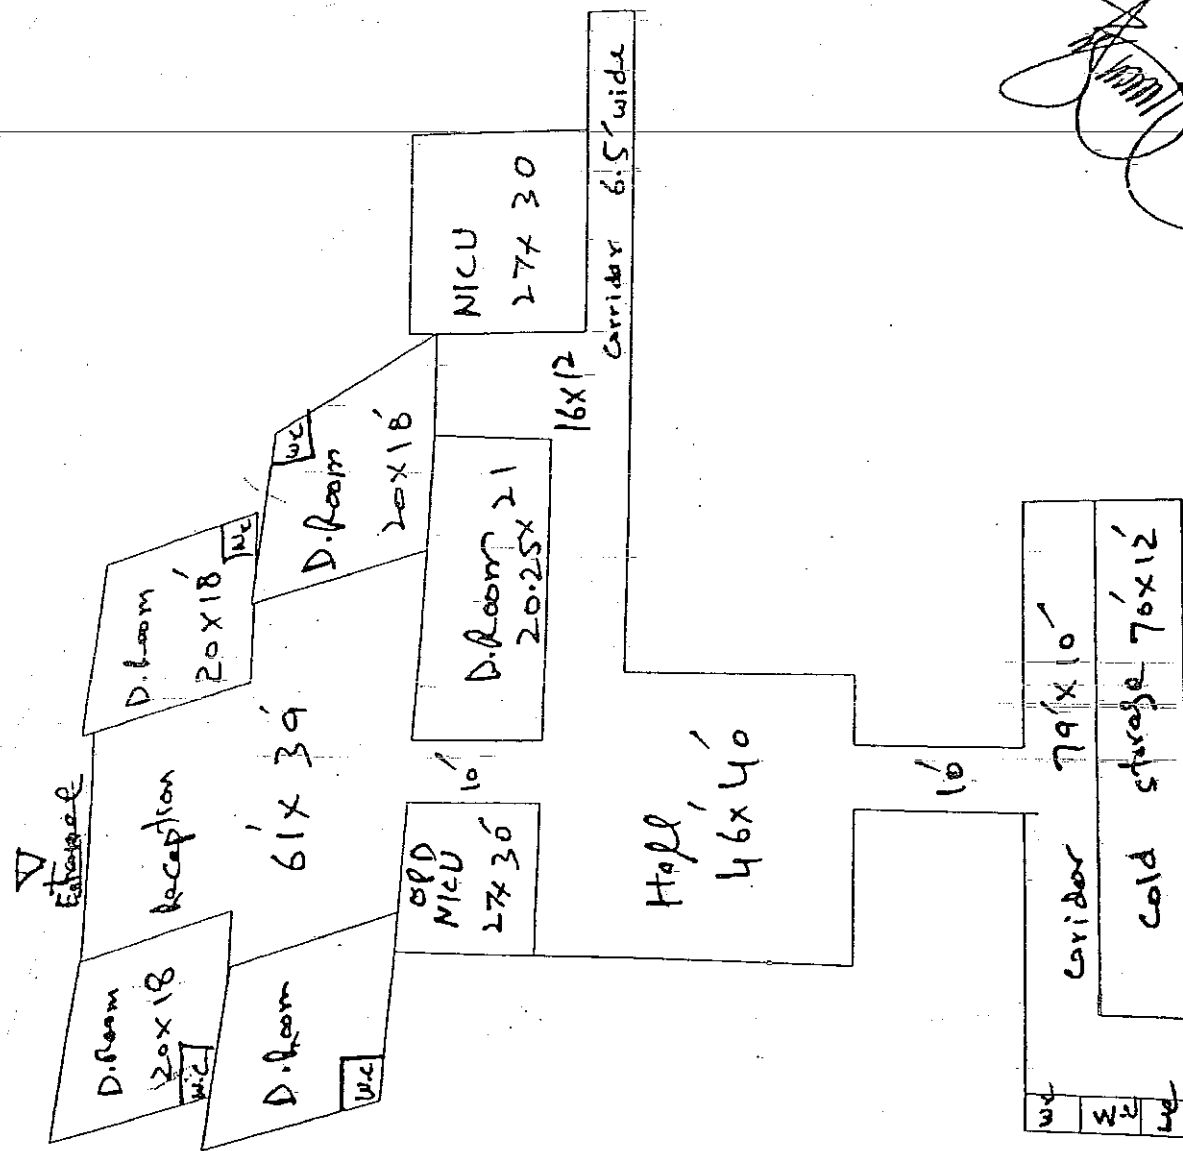 Entrance
Reception
61' x 39'
D.Room
20 x 18
W.C
D.Room
W.C
D.Room
20 x 18'
W.C
D.Room
20 x 18'
W.C
OPD
NICU
27 x 30'
10'
D.Room 21
20.25 x
16 x 12
NICU
27 x 30
Corridor 6.5' wide
Hall
46' x 40'
10'
Coridor 79' x 10'
Cold storage 70' x 12'
W.C
W.C
W.C